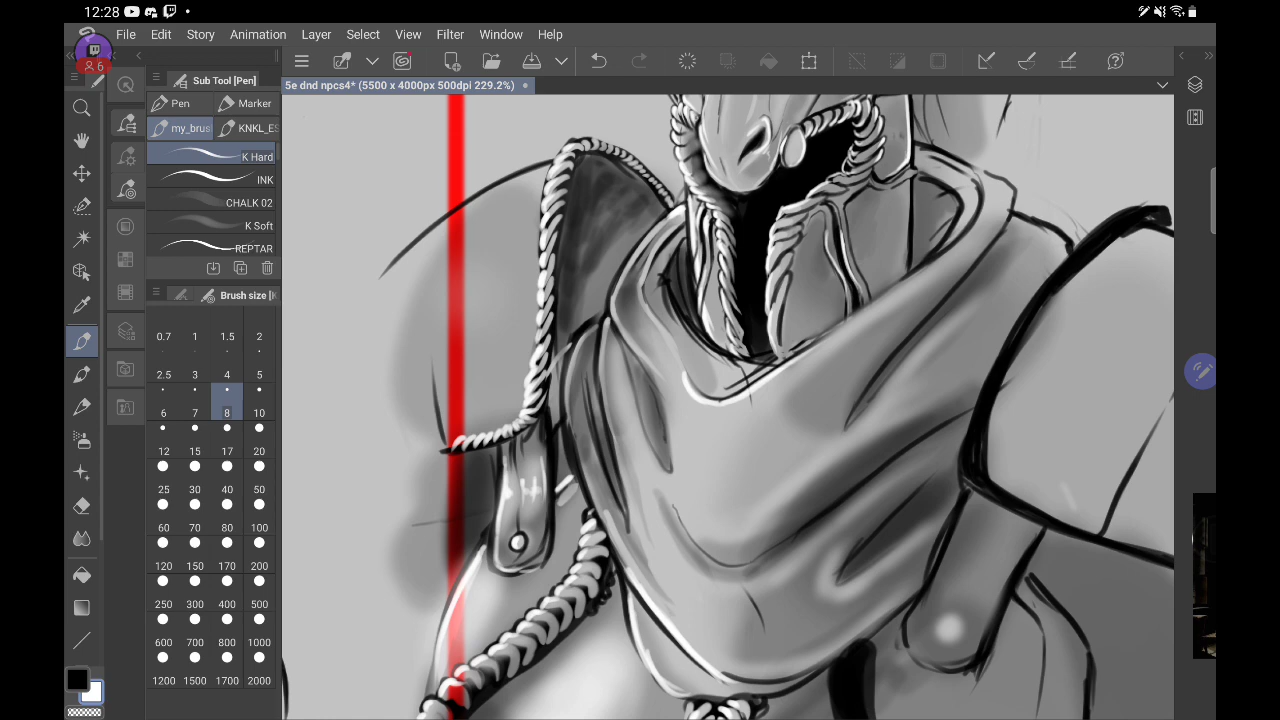 12:28
File Edit Story Animation Layer Select View Filter Window Help
6
Sub Tool [Pen]
5e dnd npcs4* (5500 x 4000px 500dpi 229.2%)
Pen Marker
my_brus KNKL_ES
K Hard
INK
CHALK 02
K Soft
REPTAR
Brush size [K
0.7 1 1.5 2
2.5 3 4 5
6 7 8 10
12 15 17 20
25 30 40 50
60 70 80 100
120 150 170 200
250 300 400 500
600 700 800 1000
1200 1500 1700 2000